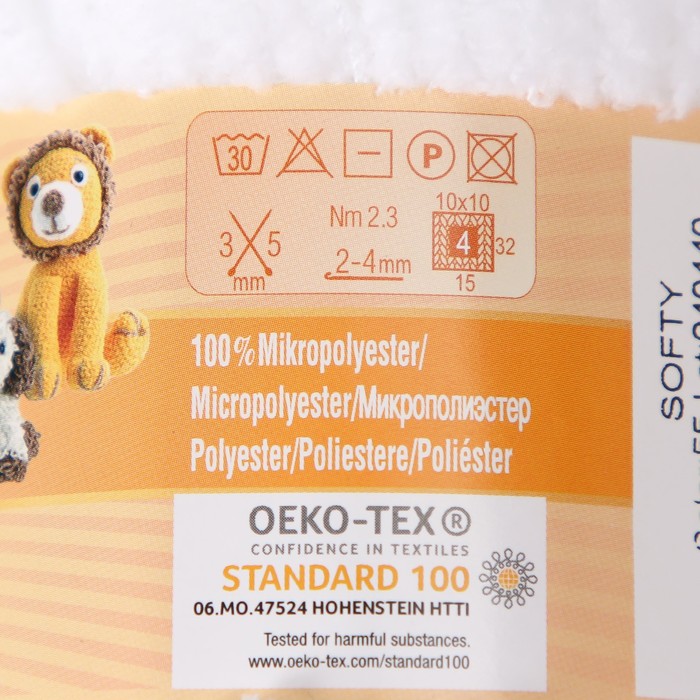 30 P
Nm 2.3
10x10
3 5
mm
2-4mm
4
32
15
100% Mikropolyester/
Micropolyester/Микрополиэстер
Polyester/Poliestere/Poliéster
OEKO-TEX®
CONFIDENCE IN TEXTILES
STANDARD 100
06.MO.47524 HOHENSTEIN HTTI
Tested for harmful substances.
www.oeko-tex.com/standard100
SOFTY